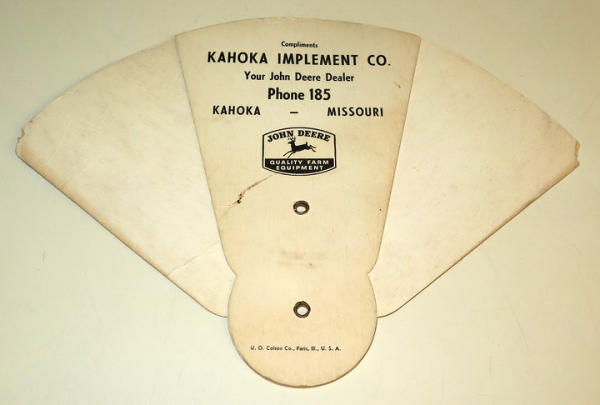 Compliments
KAHOKA IMPLEMENT CO.
Your John Deere Dealer
Phone 185
KAHOKA — MISSOURI
JOHN DEERE
QUALITY FARM
EQUIPMENT
U. O. Colson Co., Paris, Ill., U. S. A.